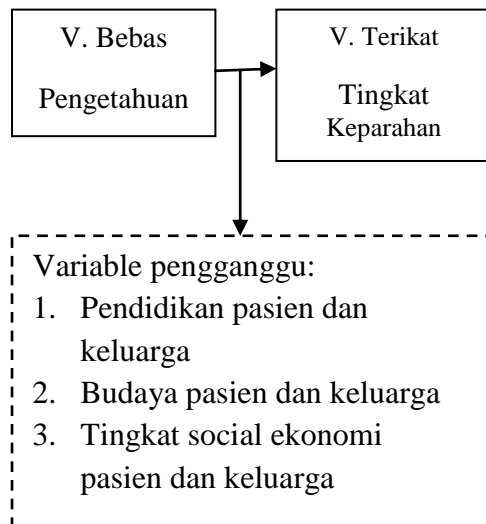 V. Bebas
Pengetahuan
V. Terikat
Tingkat
Keparahan
Variable pengganggu:
1. Pendidikan pasien dan
keluarga
2. Budaya pasien dan keluarga
3. Tingkat social ekonomi
pasien dan keluarga